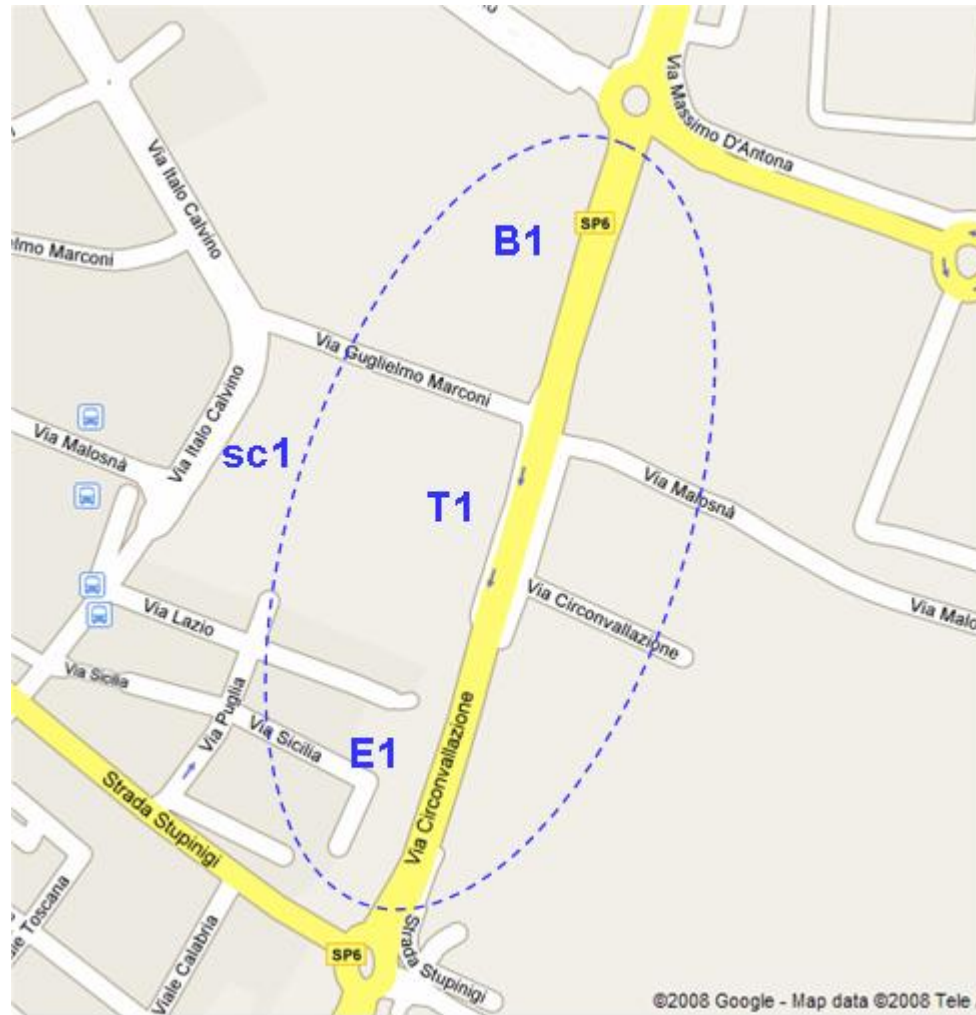 Via Massimo D'Antona
Via Italo Calvino
SP6
B1
elmo Marconi
Via Guglielmo Marconi
Via Italo Calvino
Via Malosnà
sc1
T1
Via Malosnà
Via Circonvallazione
Via Malo
Via Lazio
Via Sicilia
Via Puglia
Via Sicilia
E1
Via Circonvallazione
Strada Stupinigi
ale Toscana
Viale Calabria
SP6
Strada Stupinigi
©2008 Google - Map data ©2008 Tele